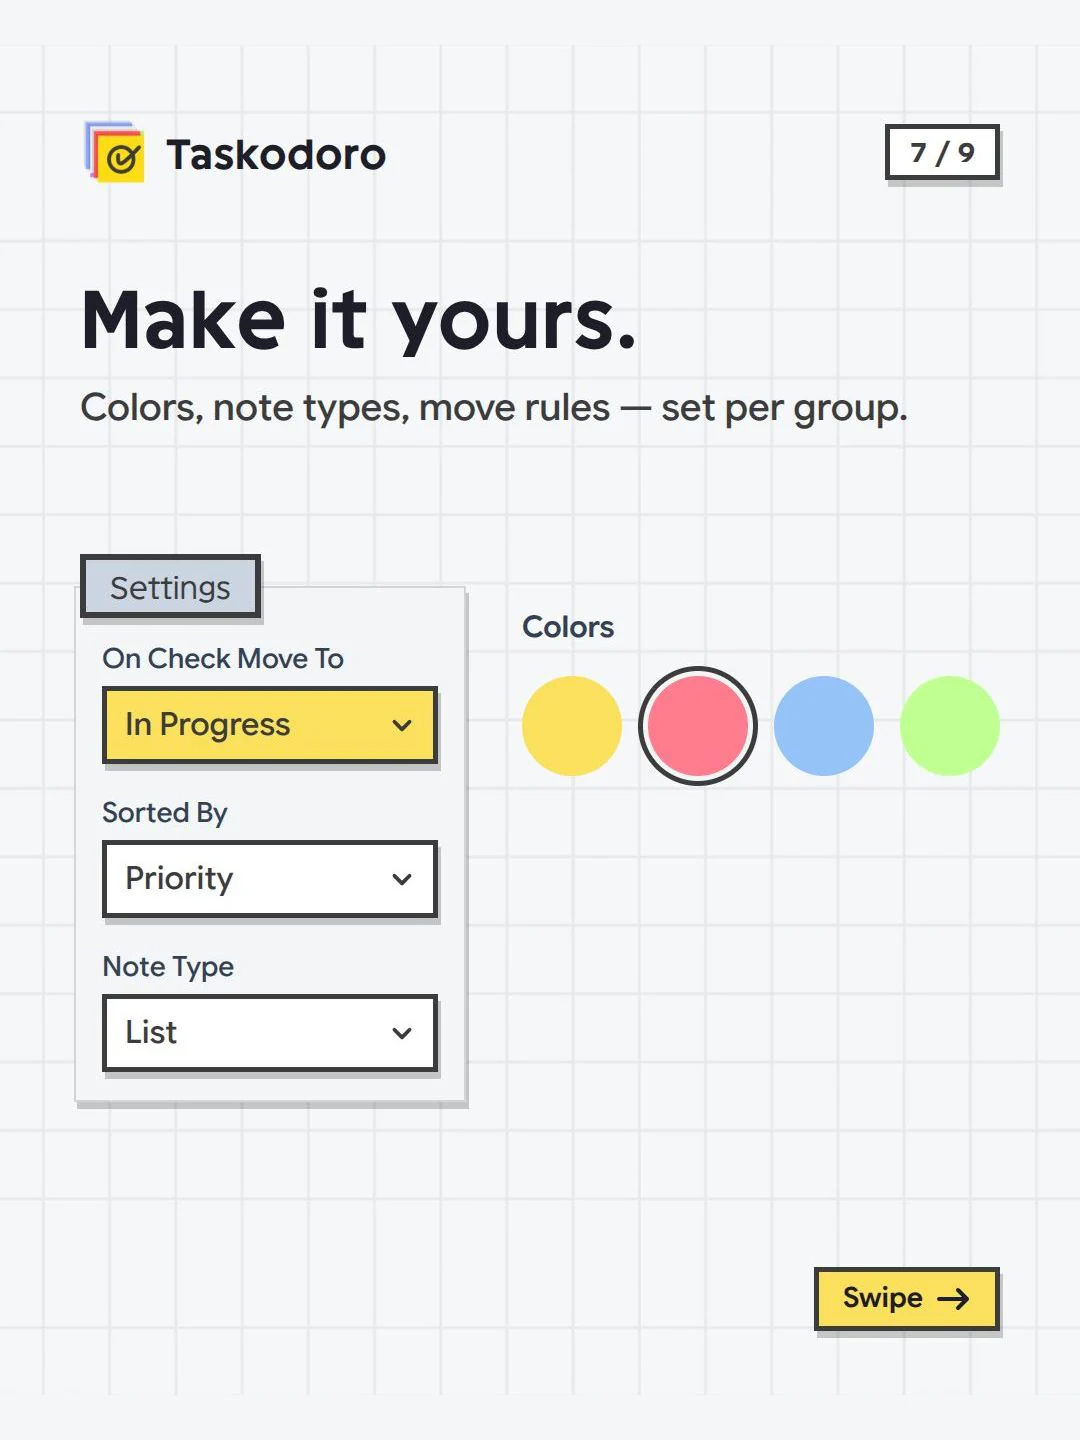 Taskodoro
7 / 9
Make it yours.
Colors, note types, move rules — set per group.
Settings
On Check Move To
In Progress
Sorted By
Priority
Note Type
List
Colors
Swipe →